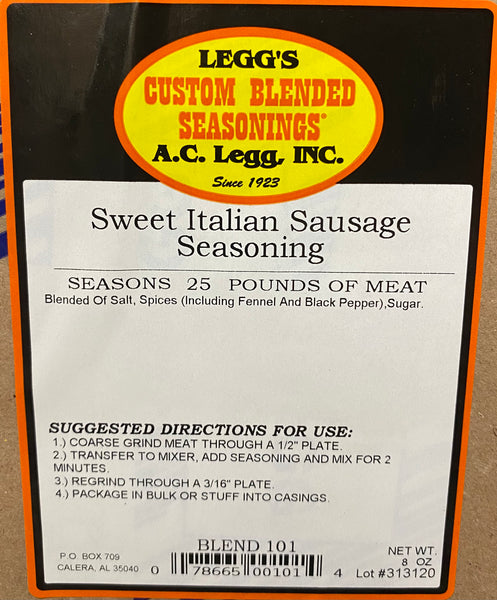 LEGG'S
CUSTOM BLENDED
SEASONINGS®
A.C. Legg, INC.
Since 1923
Sweet Italian Sausage
Seasoning
SEASONS 25 POUNDS OF MEAT
Blended Of Salt, Spices (Including Fennel And Black Pepper),Sugar.
SUGGESTED DIRECTIONS FOR USE:
1.) COARSE GRIND MEAT THROUGH A 1/2" PLATE.
2.) TRANSFER TO MIXER, ADD SEASONING AND MIX FOR 2
MINUTES.
3.) REGRIND THROUGH A 3/16" PLATE.
4.) PACKAGE IN BULK OR STUFF INTO CASINGS.
BLEND 101
P.O. BOX 709
CALERA, AL 35040
0 78665 00101 4
NET WT.
8 OZ
Lot #313120